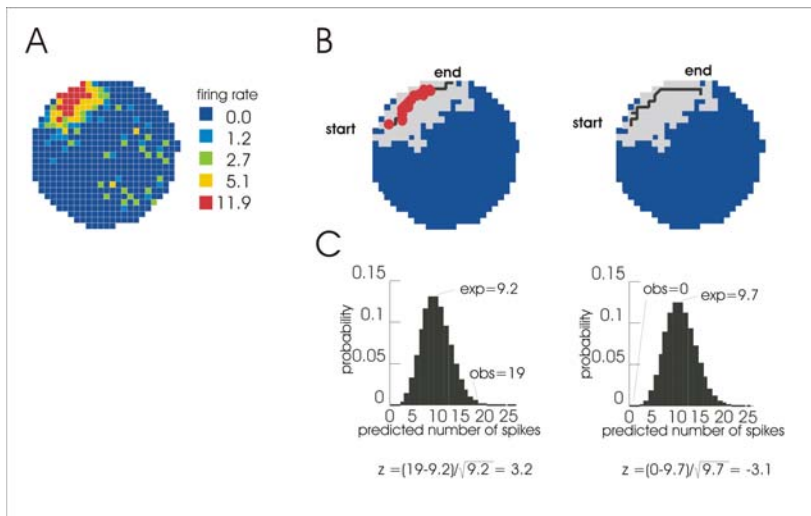 A
firing rate
0.0
1.2
2.7
5.1
11.9
B
end
start
end
start
C
0.15
0.1
0.05
0
probability
exp=9.2
obs=19
0 5 10 15 20 25
predicted number of spikes
z =(19-9.2)/√9.2 = 3.2
0.15
0.1
0.05
0
probability
obs=0
exp=9.7
0 5 10 15 20 25
predicted number of spikes
z =(0-9.7)/√9.7 = -3.1